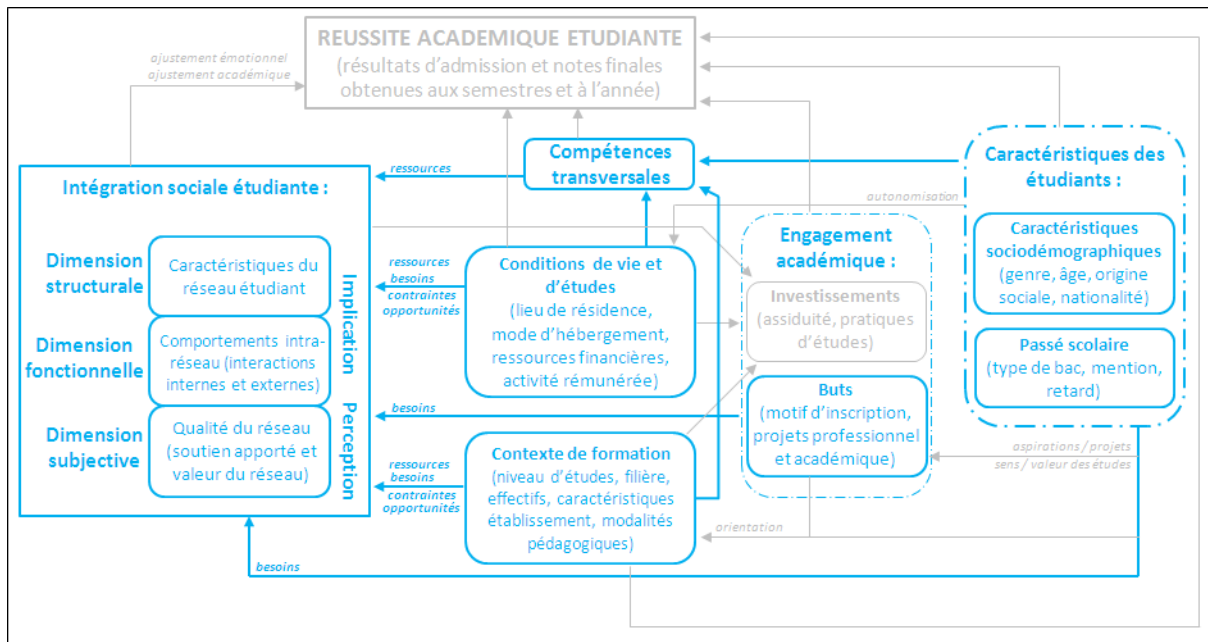 REUSSITE ACADEMIQUE ETUDIANTE
(résultats d'admission et notes finales
obtenues aux semestres et à l'année)
ajustement émotionnel
ajustement académique
Intégration sociale étudiante :
Dimension
structurale
Caractéristiques du
réseau étudiant
Dimension
fonctionnelle
Comportements intra-
réseau (interactions
internes et externes)
Dimension
subjective
Qualité du réseau
(soutien apporté et
valeur du réseau)
Implication
Perception
ressources
Compétences
transversales
ressources
besoins
contraintes
opportunités
Conditions de vie et
d'études
(lieu de résidence,
mode d'hébergement,
ressources financières,
activité rémunérée)
besoins
ressources
besoins
contraintes
opportunités
Contexte de formation
(niveau d'études, filière,
effectifs, caractéristiques
établissement, modalités
pédagogiques)
besoins
autonomisation
Engagement
académique :
Investissements
(assiduité, pratiques
d'études)
Buts
(motif d'inscription,
projets professionnel
et académique)
Caractéristiques des
étudiants :
Caractéristiques
sociodémographiques
(genre, âge, origine
sociale, nationalité)
Passé scolaire
(type de bac, mention,
retard)
aspirations / projets
sens / valeur des études
orientation